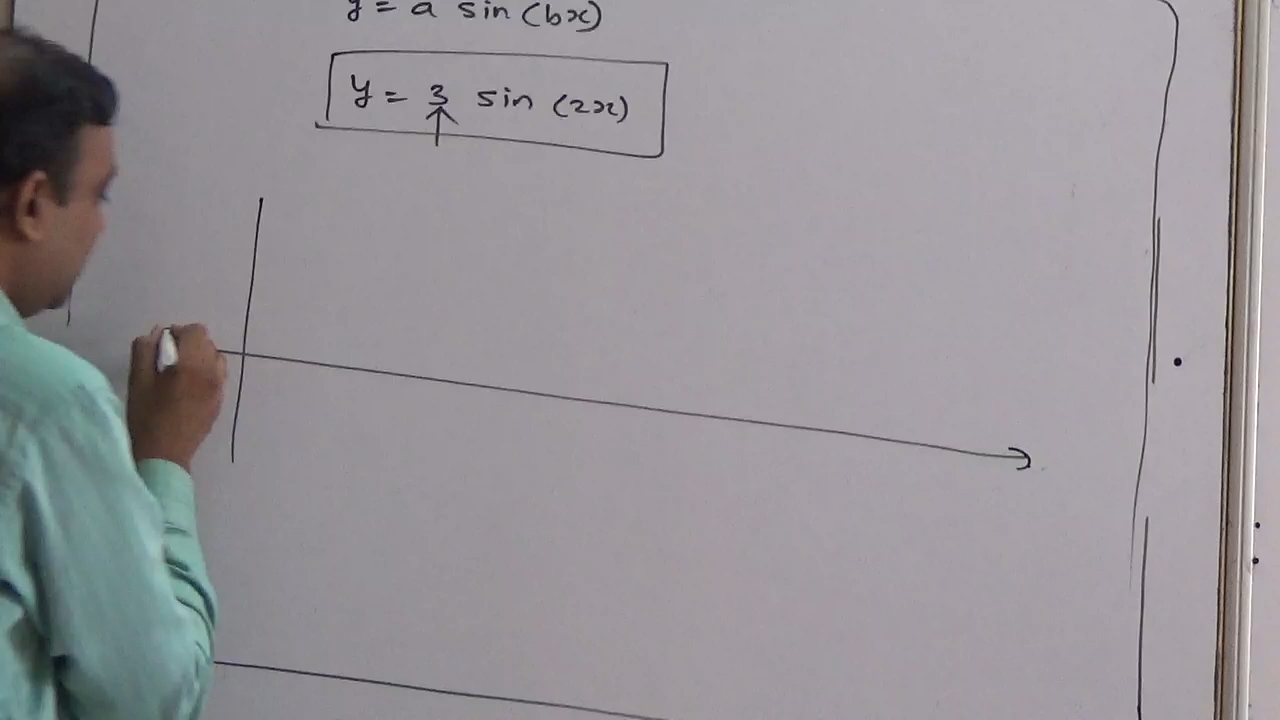 y = a sin (bx)
y = 3 sin (2x)